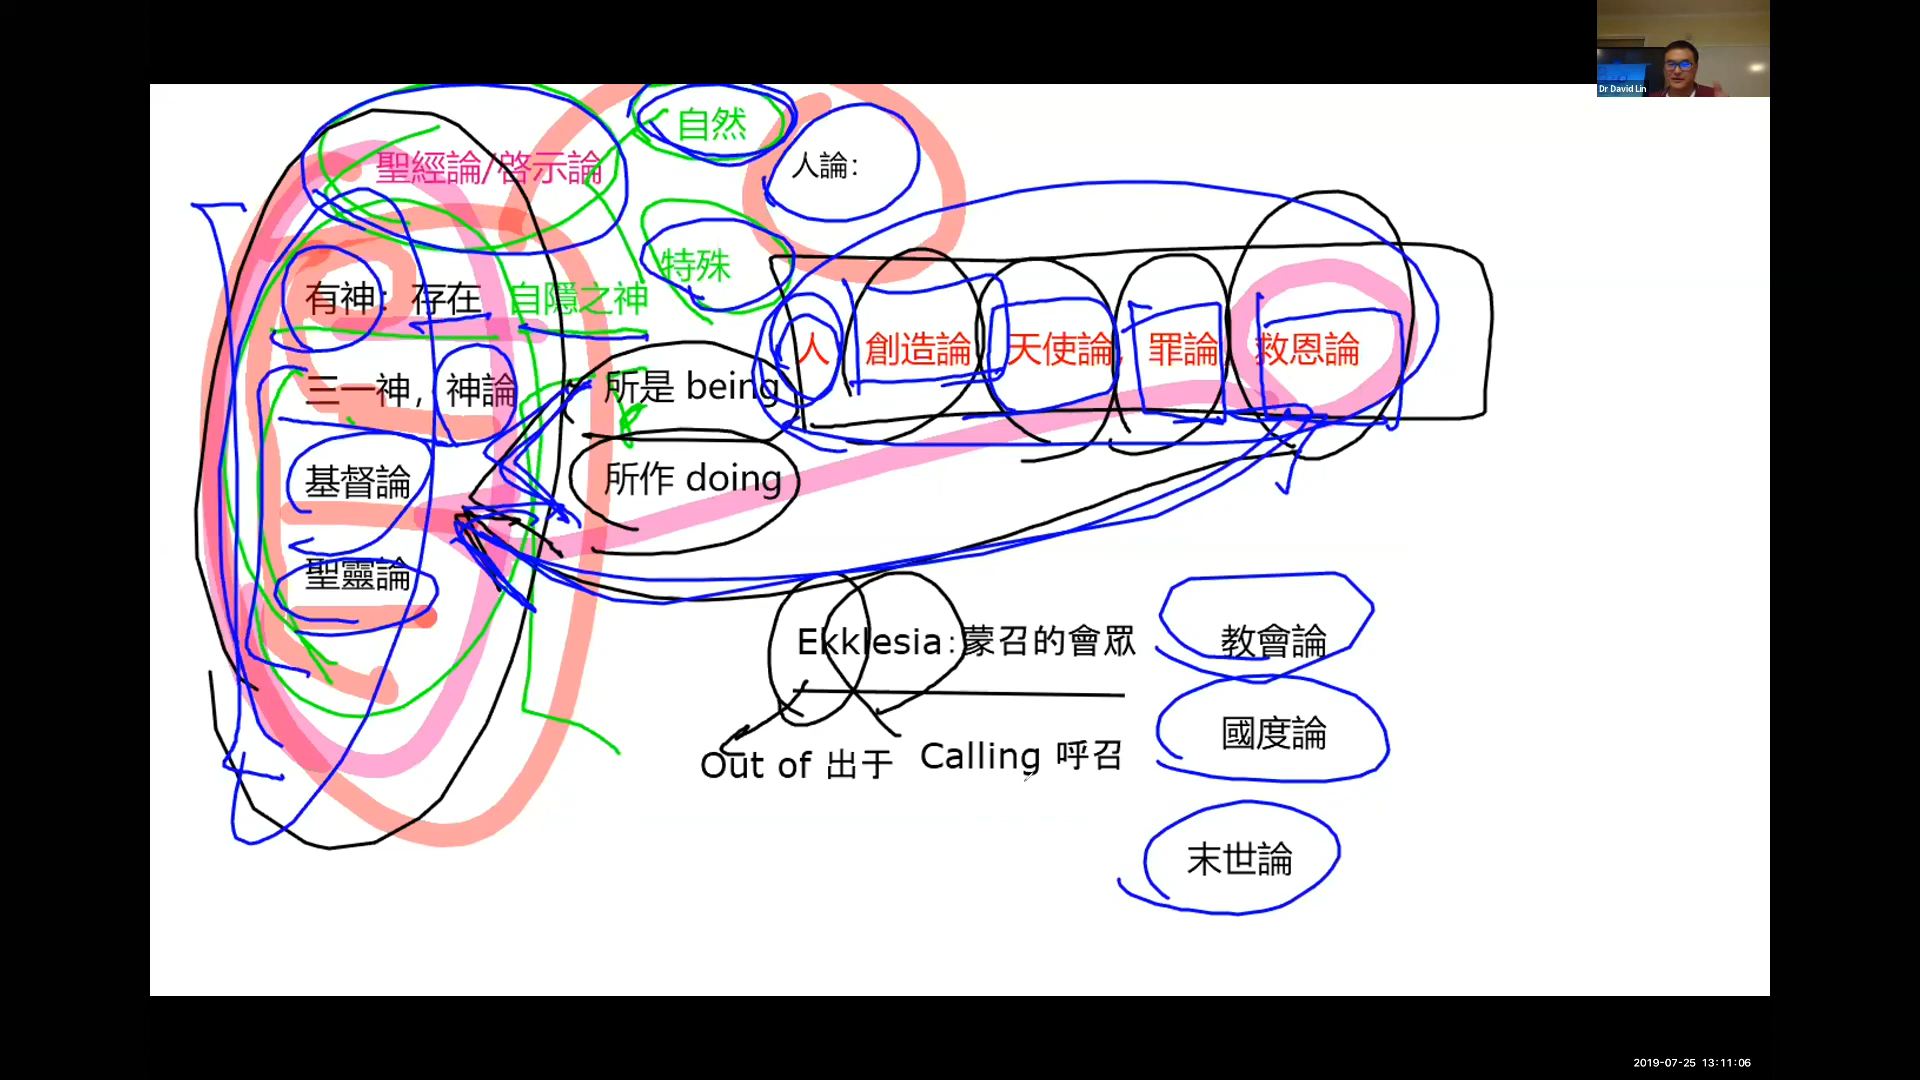 Dr David Lin
自然
人論：
聖經論/啓示論
特殊
有神：存在 自隱之神
人 創造論 天使論, 罪論 救恩論
三一神, 神論
所是 being
基督論
所作 doing
聖靈論
Ekklesia:蒙召的會眾
教會論
Out of 出于
Calling 呼召
國度論
末世論
2019-07-25 13:11:06